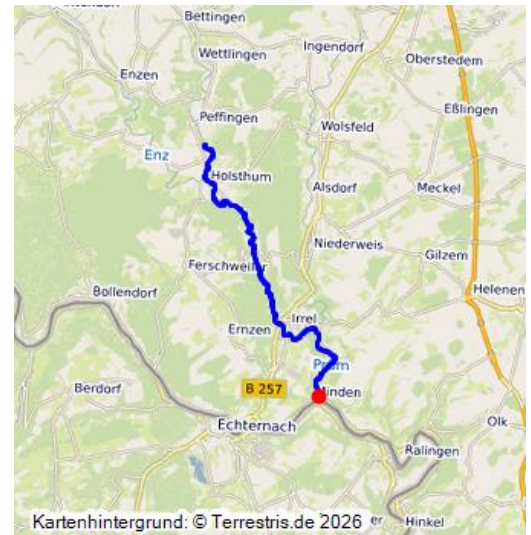 Bettingen
Wettlingen
Ingendorf
Oberstedem
Enzen
Eßlingen
Peffingen
Wolsfeld
Enz
Holsthum
Alsdorf
Meckel
Niederweis
Ferschweiler
Gilzem
Bollendorf
Helenen
Ernzen
Irrel
Prüm
Berdorf
B 257
Minden
Echternach
Olk
Ralingen
Hinkel
Kartenhintergrund: © Terrestris.de 2026